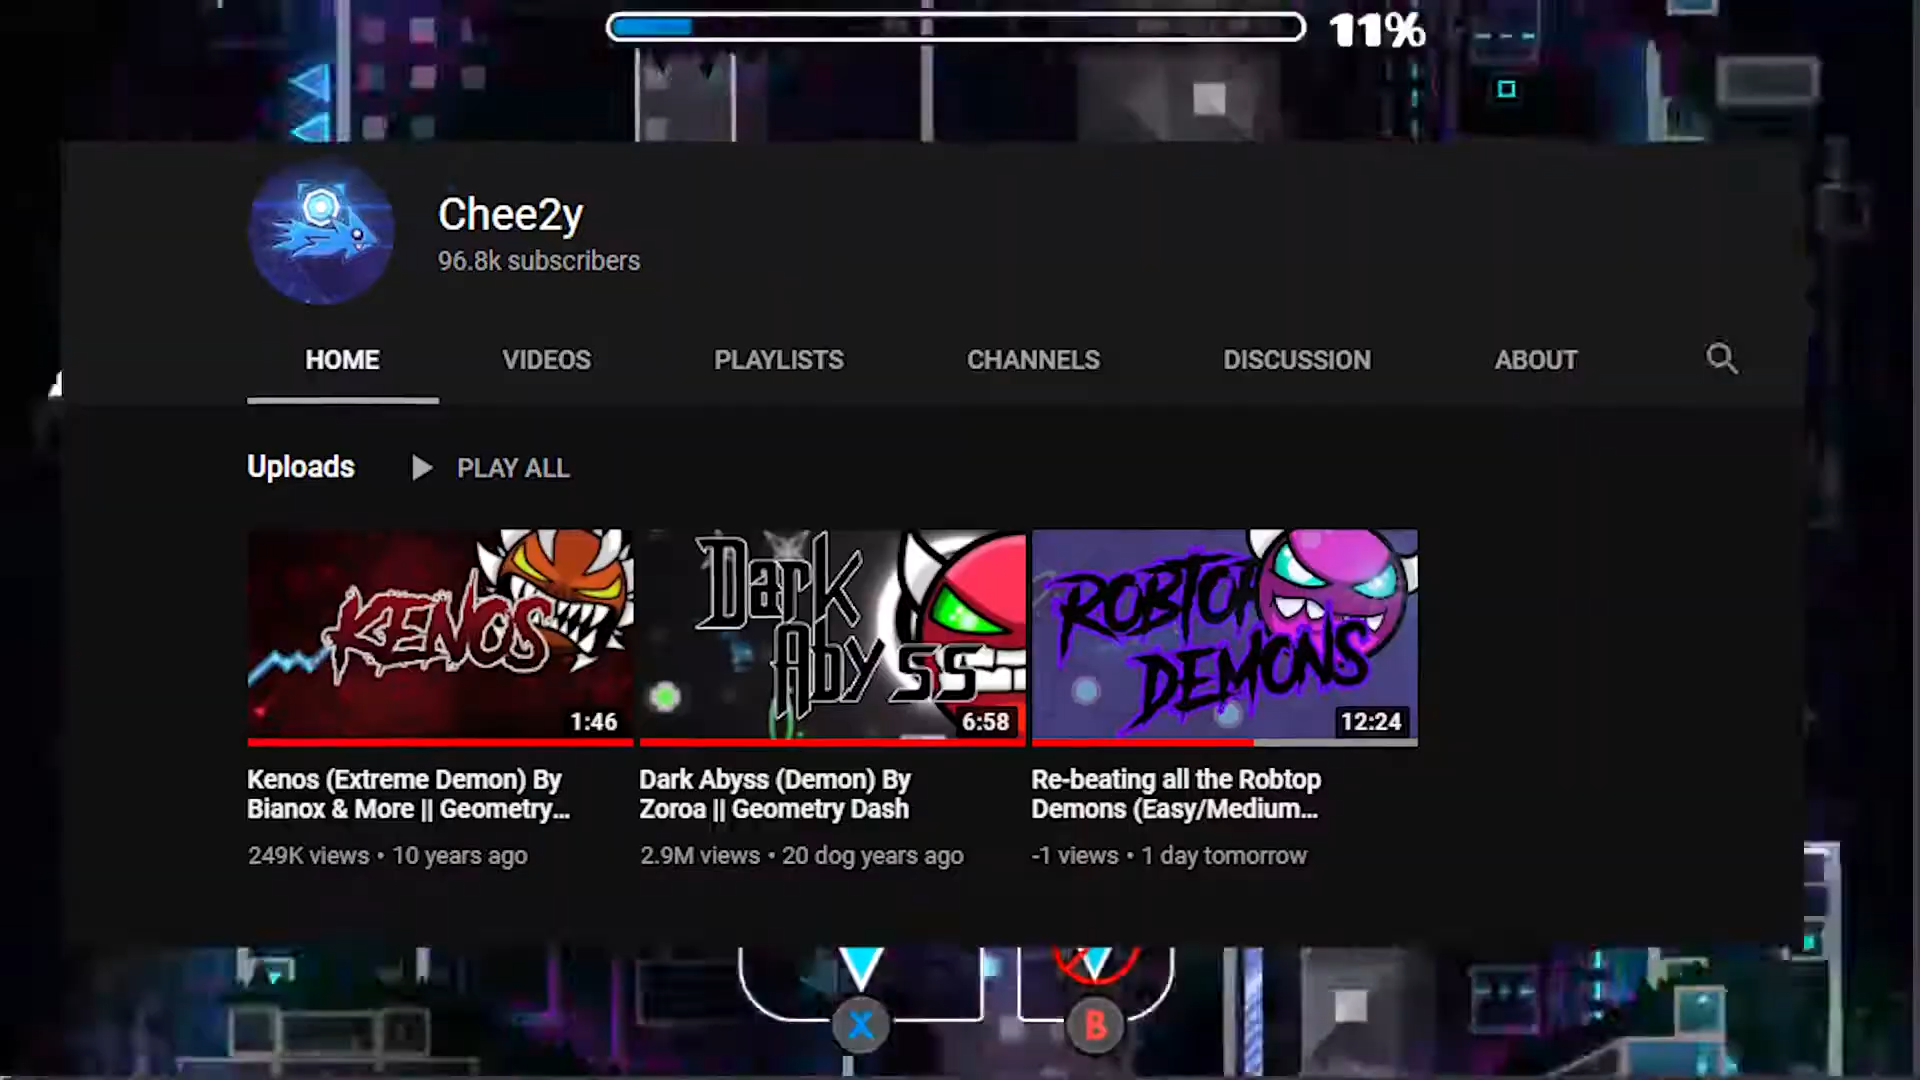 11%
Chee2y
96.8k subscribers
HOME VIDEOS PLAYLISTS CHANNELS DISCUSSION ABOUT
Uploads PLAY ALL
KENOS
1:46
Dark
Abyss
6:58
ROBTOP
DEMONS
12:24
Kenos (Extreme Demon) By
Bianox & More || Geometry...
249K views • 10 years ago
Dark Abyss (Demon) By
Zoroa || Geometry Dash
2.9M views • 20 dog years ago
Re-beating all the Robtop
Demons (Easy/Medium...
-1 views • 1 day tomorrow
X B